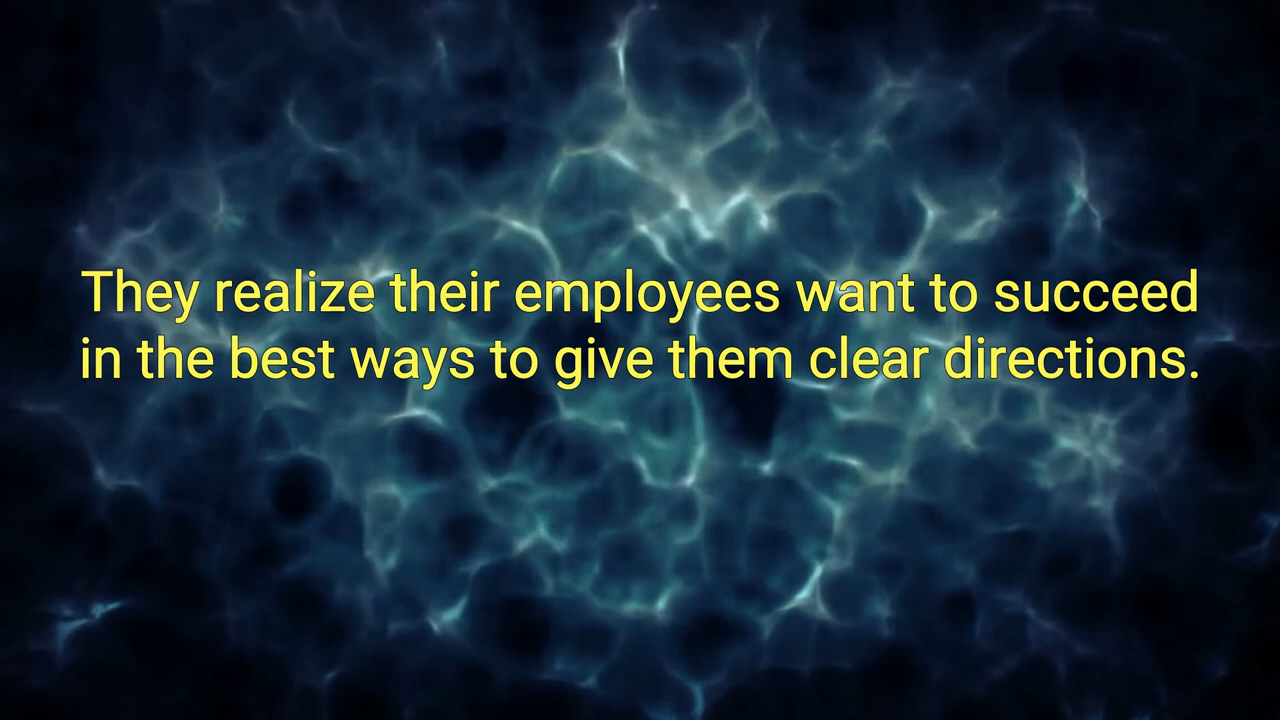 They realize their employees want to succeed
in the best ways to give them clear directions.